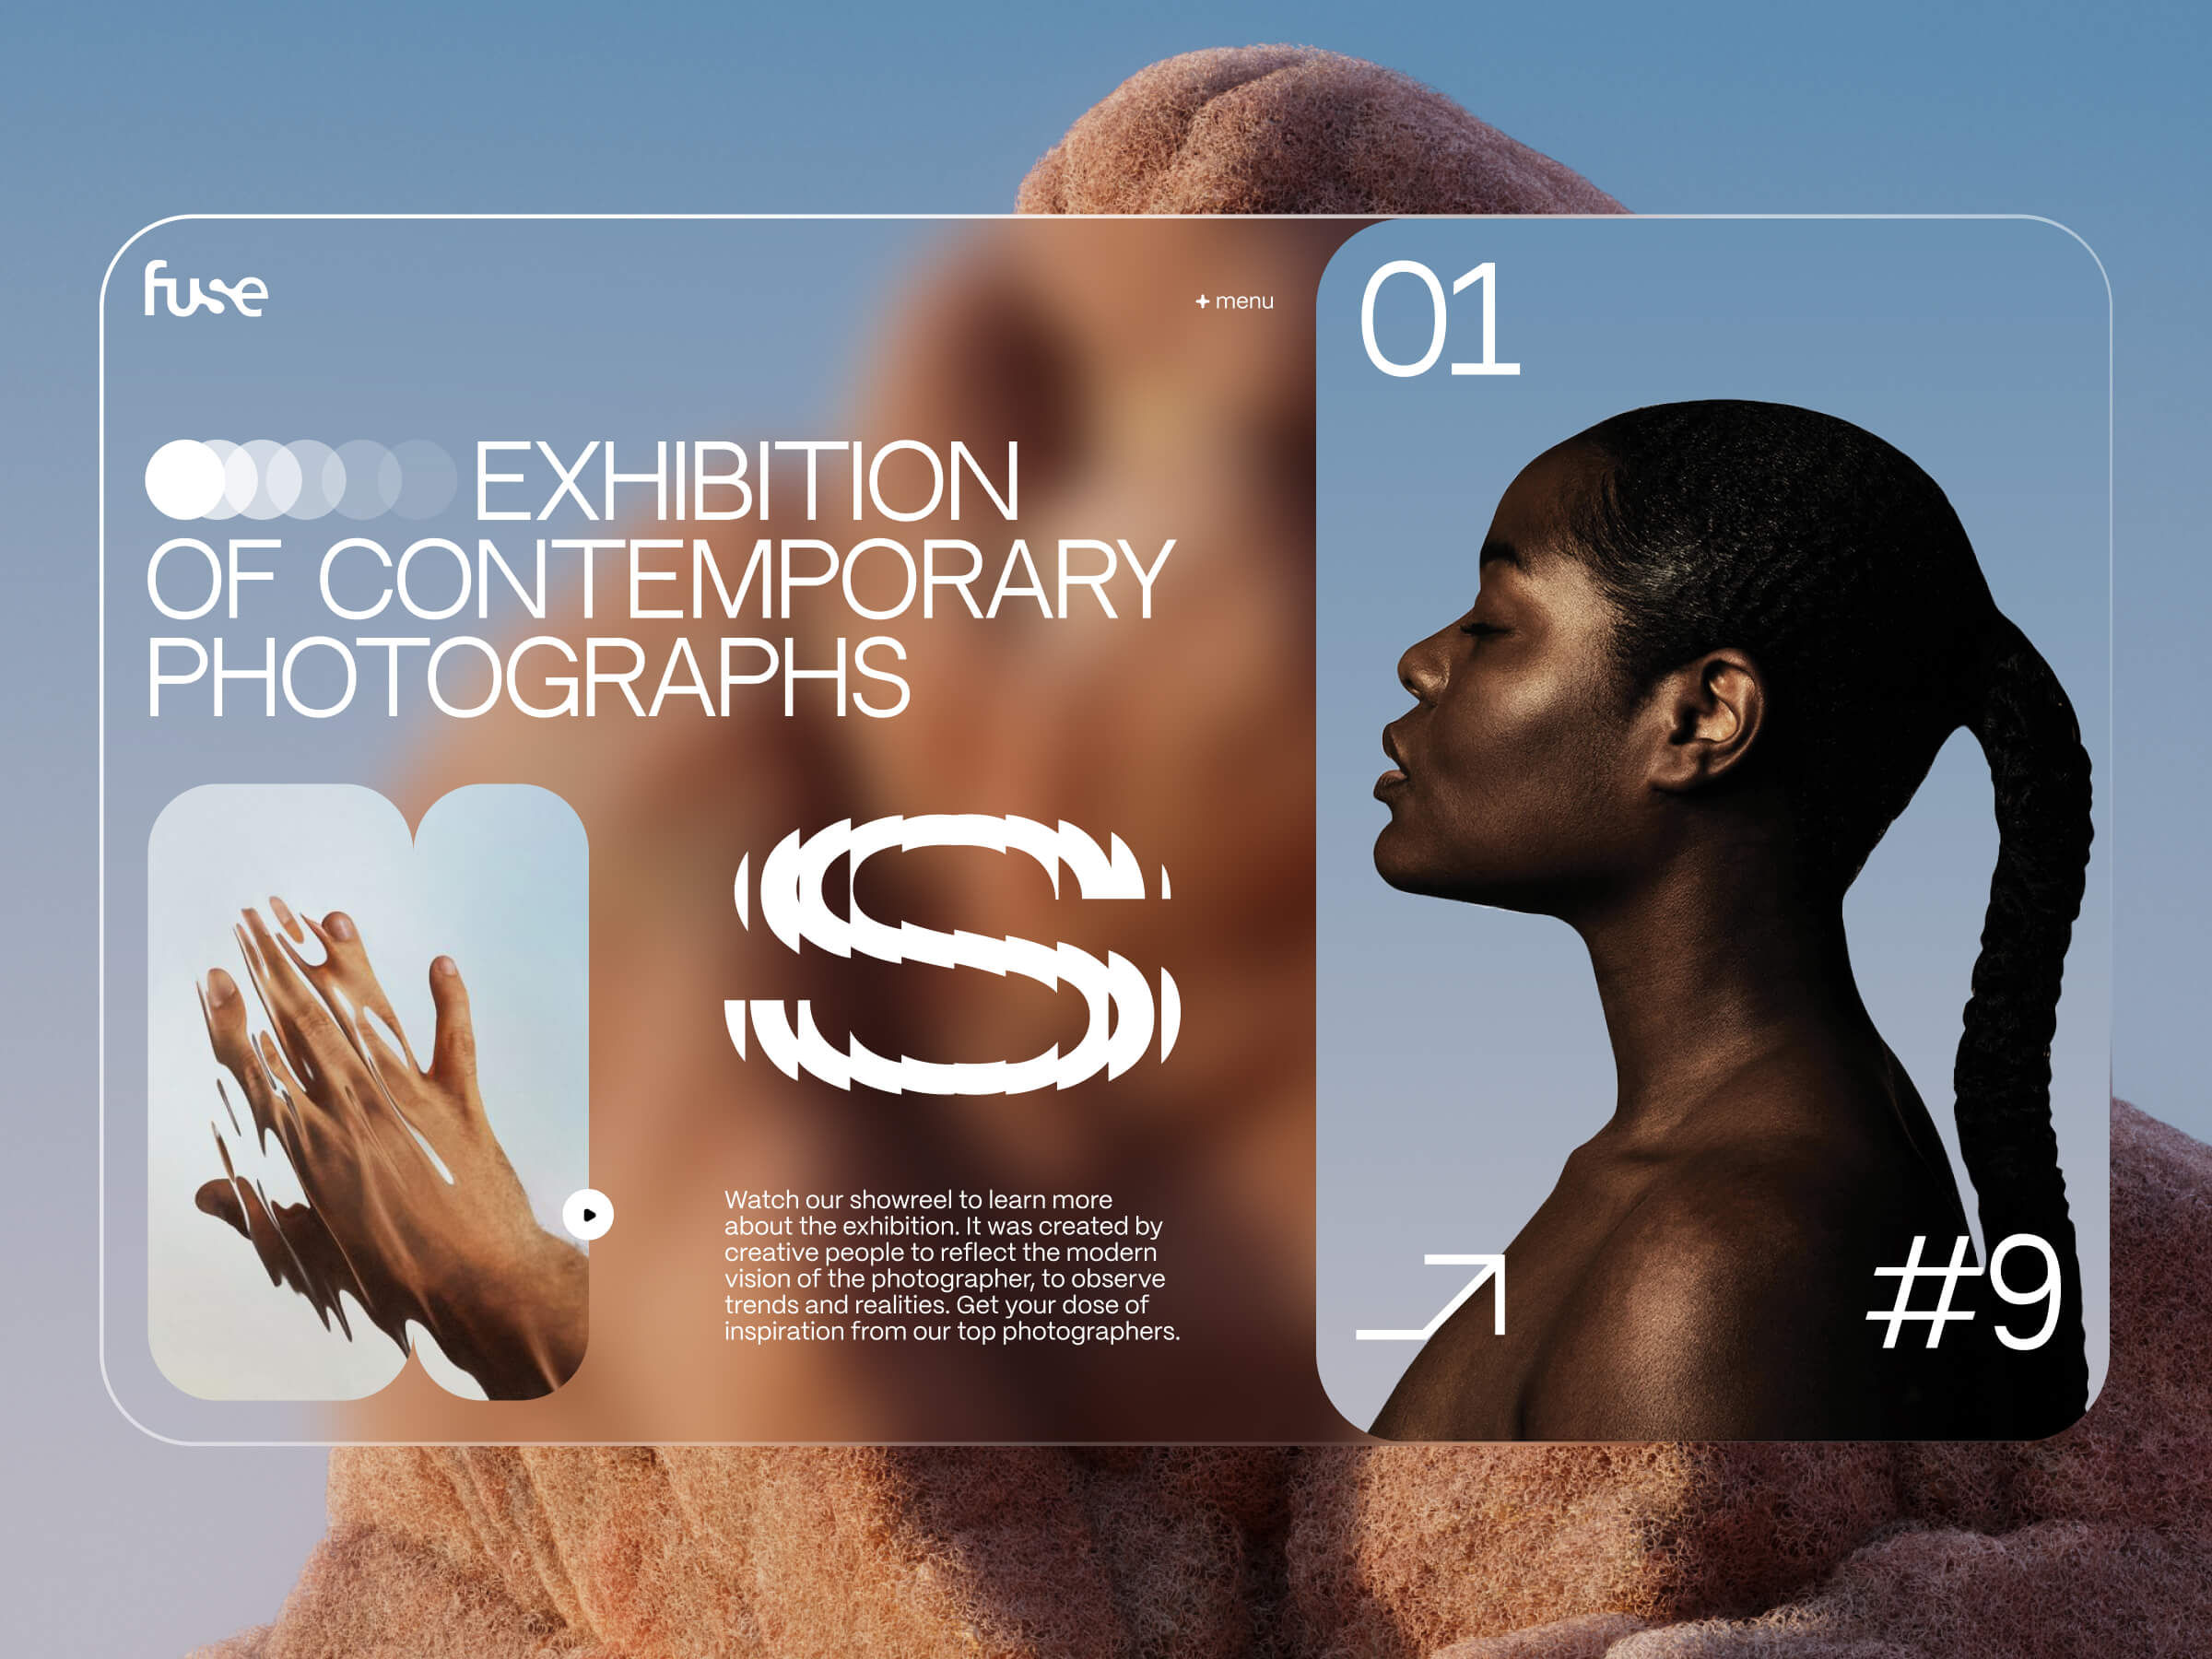 fuse
+ menu
01
EXHIBITION
OF CONTEMPORARY
PHOTOGRAPHS
S
Watch our showreel to learn more
about the exhibition. It was created by
creative people to reflect the modern
vision of the photographer, to observe
trends and realities. Get your dose of
inspiration from our top photographers.
#9